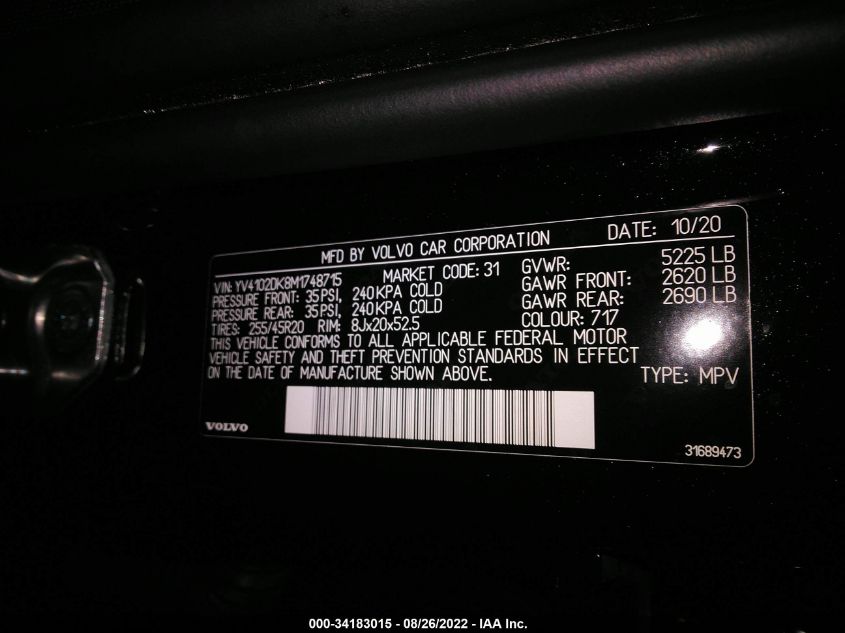 MFD BY VOLVO CAR CORPORATION DATE: 10/20
VIN: YV4102DK8M1748715 MARKET CODE: 31 GVWR: 5225 LB
PRESSURE FRONT: 35 PSI, 240 KPA COLD GAWR FRONT: 2620 LB
PRESSURE REAR: 35 PSI, 240 KPA COLD GAWR REAR: 2690 LB
TIRES: 255/45R20 RIM: 8Jx20x52.5 COLOUR: 717
THIS VEHICLE CONFORMS TO ALL APPLICABLE FEDERAL MOTOR
VEHICLE SAFETY AND THEFT PREVENTION STANDARDS IN EFFECT
ON THE DATE OF MANUFACTURE SHOWN ABOVE. TYPE: MPV
VOLVO
31689473
000-34183015 - 08/26/2022 - IAA Inc.